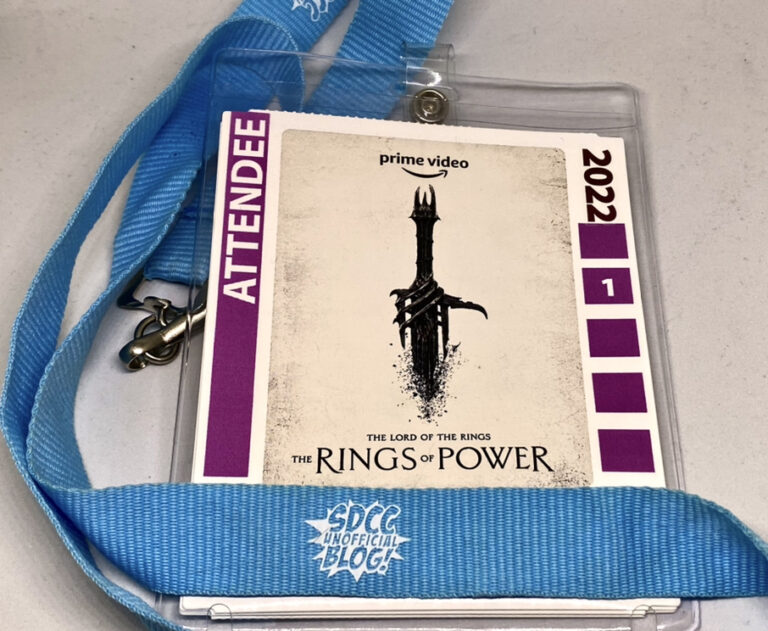 ATTENDEE
prime video
2022
1
THE LORD OF THE RINGS
THE RINGS OF POWER
SDCC
UNOFFICIAL
BLOG!